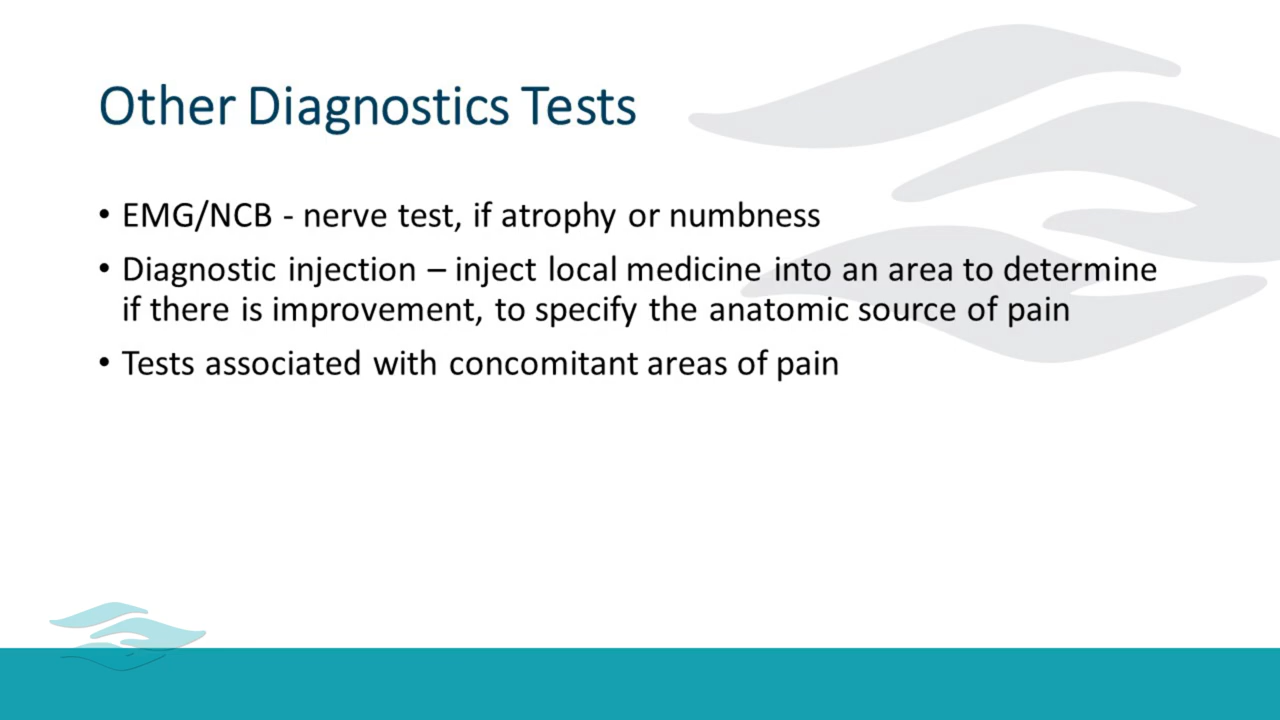 Other Diagnostics Tests
• EMG/NCB - nerve test, if atrophy or numbness
• Diagnostic injection – inject local medicine into an area to determine
if there is improvement, to specify the anatomic source of pain
• Tests associated with concomitant areas of pain